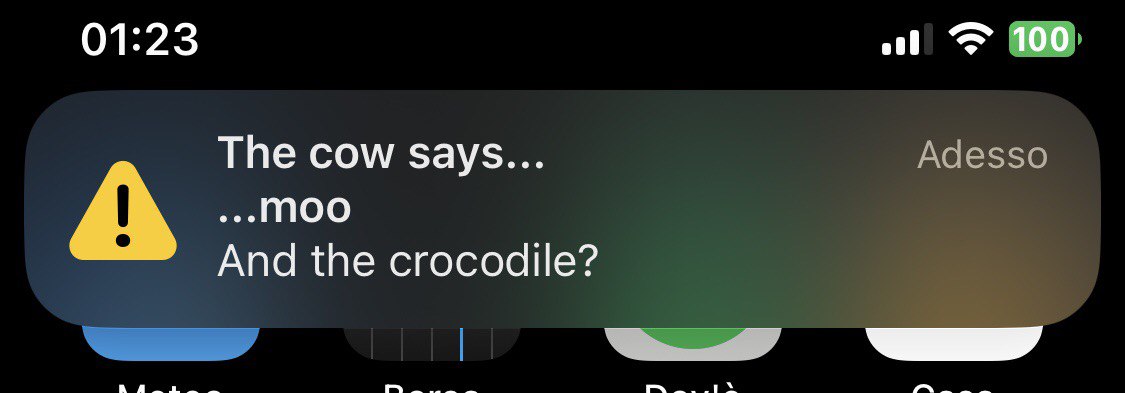 01:23
100
The cow says...
Adesso
...moo
And the crocodile?